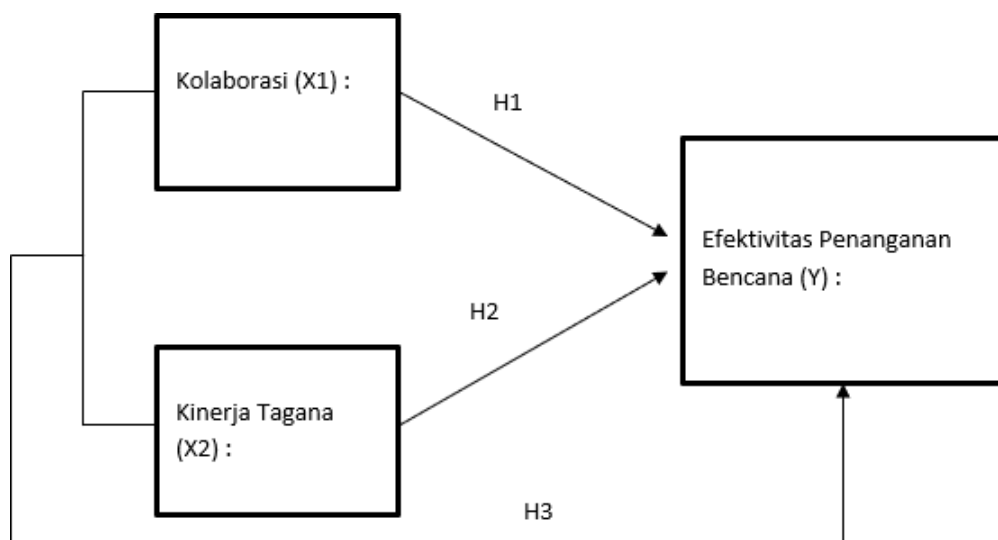 Kolaborasi (X1) :
H1
Efektivitas Penanganan
Bencana (Y) :
H2
Kinerja Tagana
(X2) :
H3